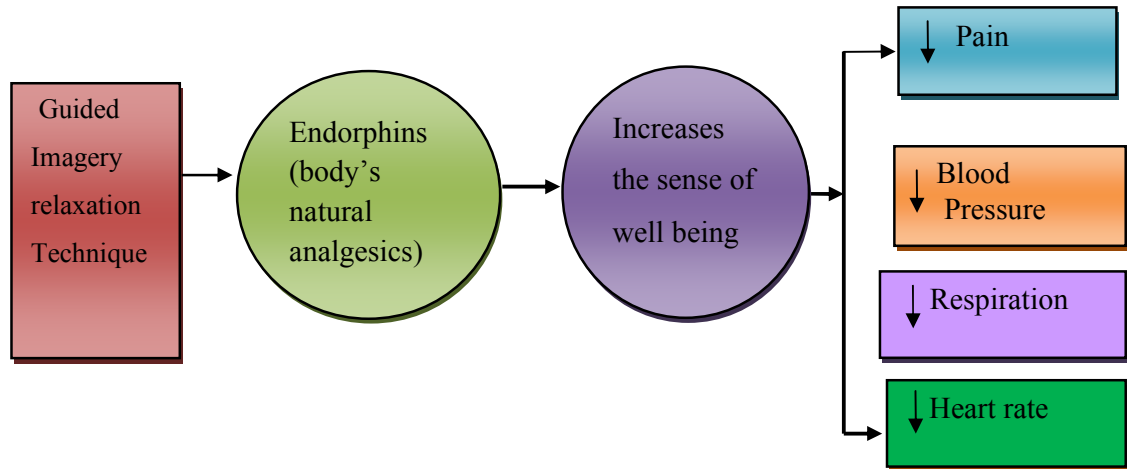 Guided
Imagery
relaxation
Technique
Endorphins
(body’s
natural
analgesics)
Increases
the sense of
well being
↓ Pain
↓ Blood
Pressure
↓ Respiration
↓ Heart rate